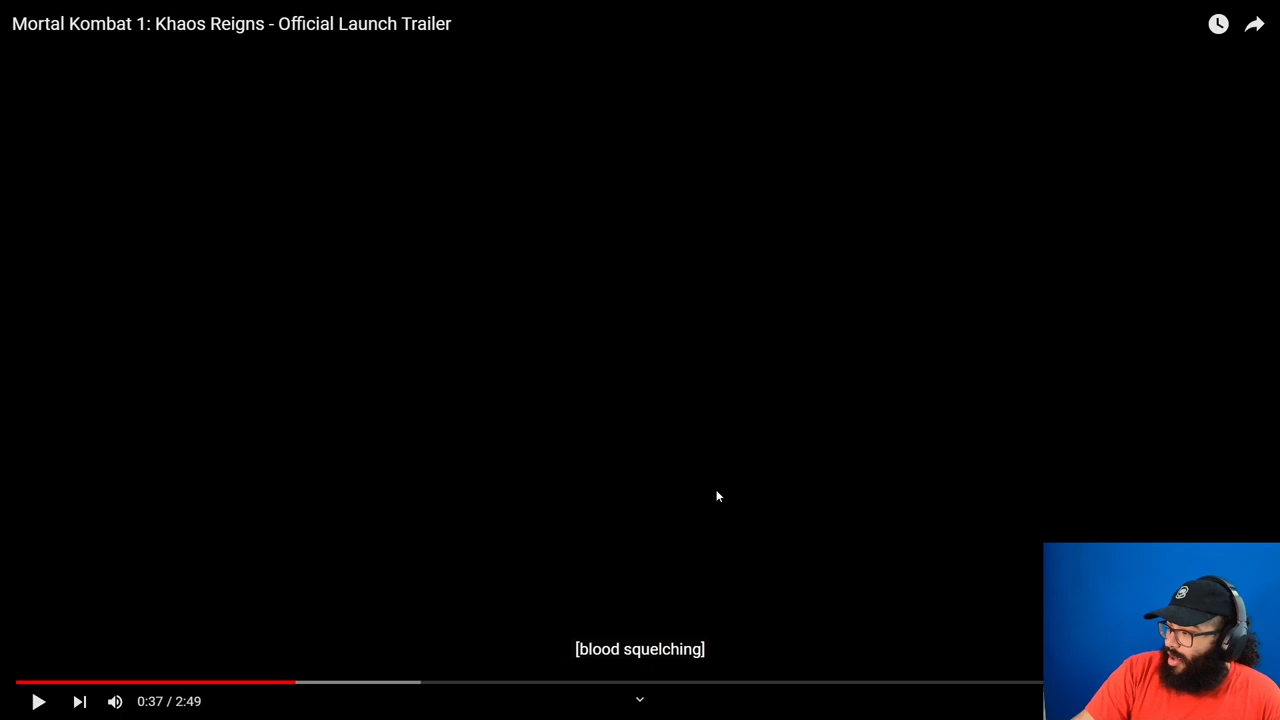 Mortal Kombat 1: Khaos Reigns - Official Launch Trailer
[blood squelching]
0:37 / 2:49